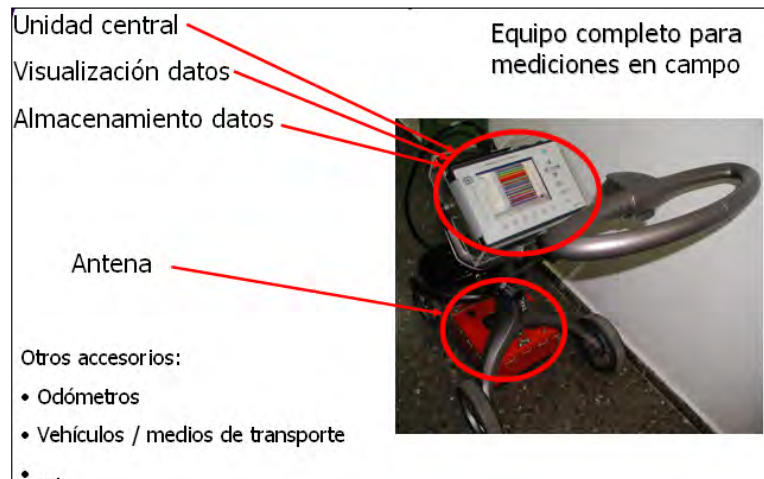 Unidad central
Equipo completo para
mediciones en campo
Visualización datos
Almacenamiento datos
Antena
Otros accesorios:
• Odómetros
• Vehículos / medios de transporte
•